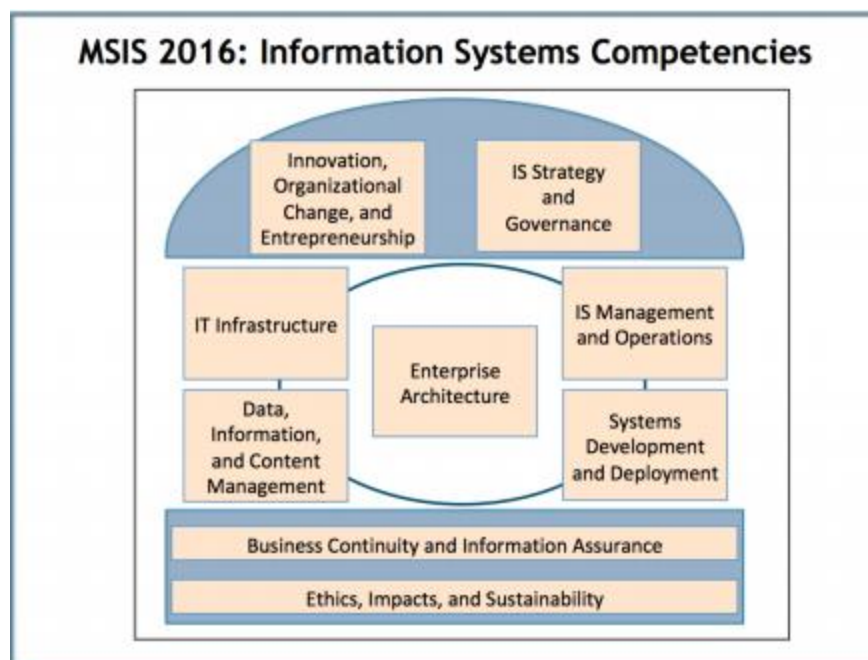 MSIS 2016: Information Systems Competencies
Innovation,
Organizational
Change, and
Entrepreneurship
IS Strategy
and
Governance
IT Infrastructure
IS Management
and Operations
Enterprise
Architecture
Data,
Information,
and Content
Management
Systems
Development
and Deployment
Business Continuity and Information Assurance
Ethics, Impacts, and Sustainability